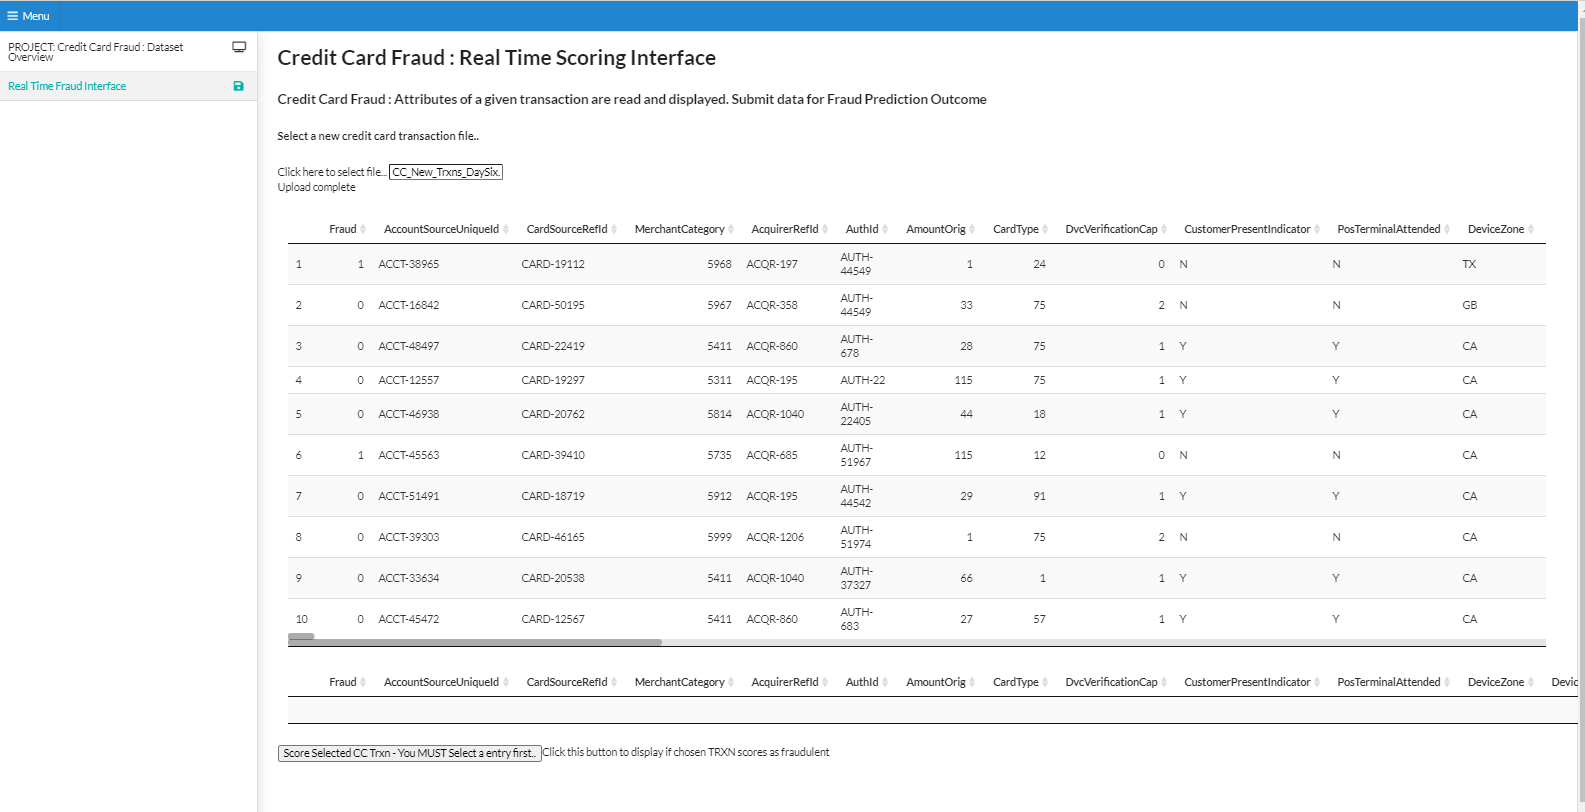 Menu
PROJECT: Credit Card Fraud : Dataset
Overview
Real Time Fraud Interface
Credit Card Fraud : Real Time Scoring Interface
Credit Card Fraud : Attributes of a given transaction are read and displayed. Submit data for Fraud Prediction Outcome
Select a new credit card transaction file..
Click here to select file... CC_New_Trxns_DaySix.
Upload complete
Fraud AccountSourceUniqueId CardSourceRefId MerchantCategory AcquirerRefId AuthId AmountOrig CardType DvcVerificationCap CustomerPresentIndicator PosTerminalAttended DeviceZone
1 1 ACCT-38965 CARD-19112 5968 ACQR-197 AUTH-44549 1 24 0 N N TX
2 0 ACCT-16842 CARD-50195 5967 ACQR-358 AUTH-44549 33 75 2 N N GB
3 0 ACCT-48497 CARD-22419 5411 ACQR-860 AUTH-678 28 75 1 Y Y CA
4 0 ACCT-12557 CARD-19297 5311 ACQR-195 AUTH-22 115 75 1 Y Y CA
5 0 ACCT-46938 CARD-20762 5814 ACQR-1040 AUTH-22405 44 18 1 Y Y CA
6 1 ACCT-45563 CARD-39410 5735 ACQR-685 AUTH-51967 115 12 0 N N CA
7 0 ACCT-51491 CARD-18719 5912 ACQR-195 AUTH-44542 29 91 1 Y Y CA
8 0 ACCT-39303 CARD-46165 5999 ACQR-1206 AUTH-51974 1 75 2 N N CA
9 0 ACCT-33634 CARD-20538 5411 ACQR-1040 AUTH-37327 66 1 1 Y Y CA
10 0 ACCT-45472 CARD-12567 5411 ACQR-860 AUTH-683 27 57 1 Y Y CA
Fraud AccountSourceUniqueId CardSourceRefId MerchantCategory AcquirerRefId AuthId AmountOrig CardType DvcVerificationCap CustomerPresentIndicator PosTerminalAttended DeviceZone Devic
Score Selected CC Trxn - You MUST Select a entry first.. Click this button to display if chosen TRXN scores as fraudulent